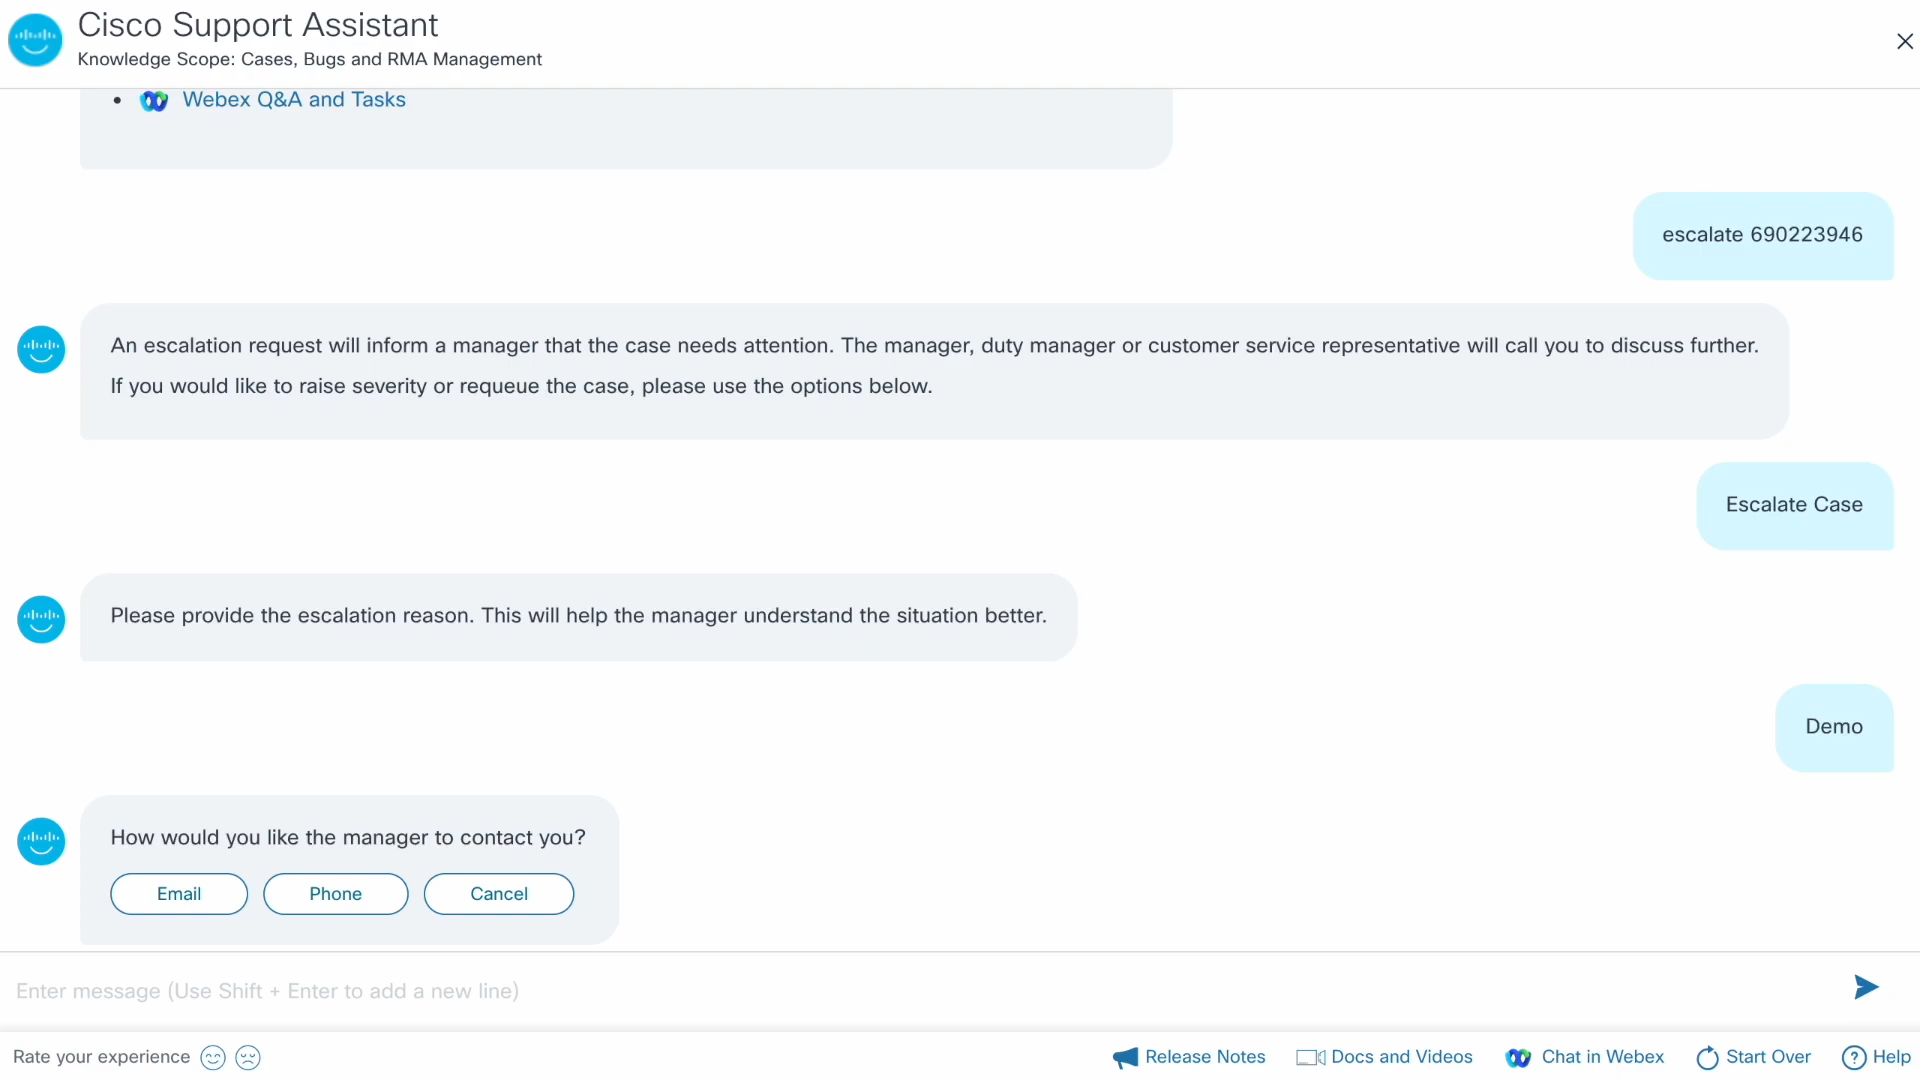 Cisco Support Assistant
Knowledge Scope: Cases, Bugs and RMA Management
Webex Q&A and Tasks
escalate 690223946
An escalation request will inform a manager that the case needs attention. The manager, duty manager or customer service representative will call you to discuss further.
If you would like to raise severity or requeue the case, please use the options below.
Escalate Case
Please provide the escalation reason. This will help the manager understand the situation better.
Demo
How would you like the manager to contact you?
Email Phone Cancel
Enter message (Use Shift + Enter to add a new line)
Rate your experience Release Notes Docs and Videos Chat in Webex Start Over Help